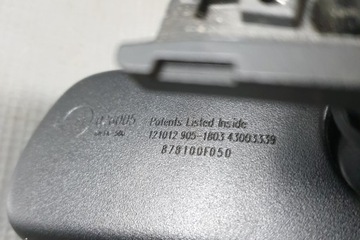 Patents Listed Inside
121012 905-1803 43003339
878100F050